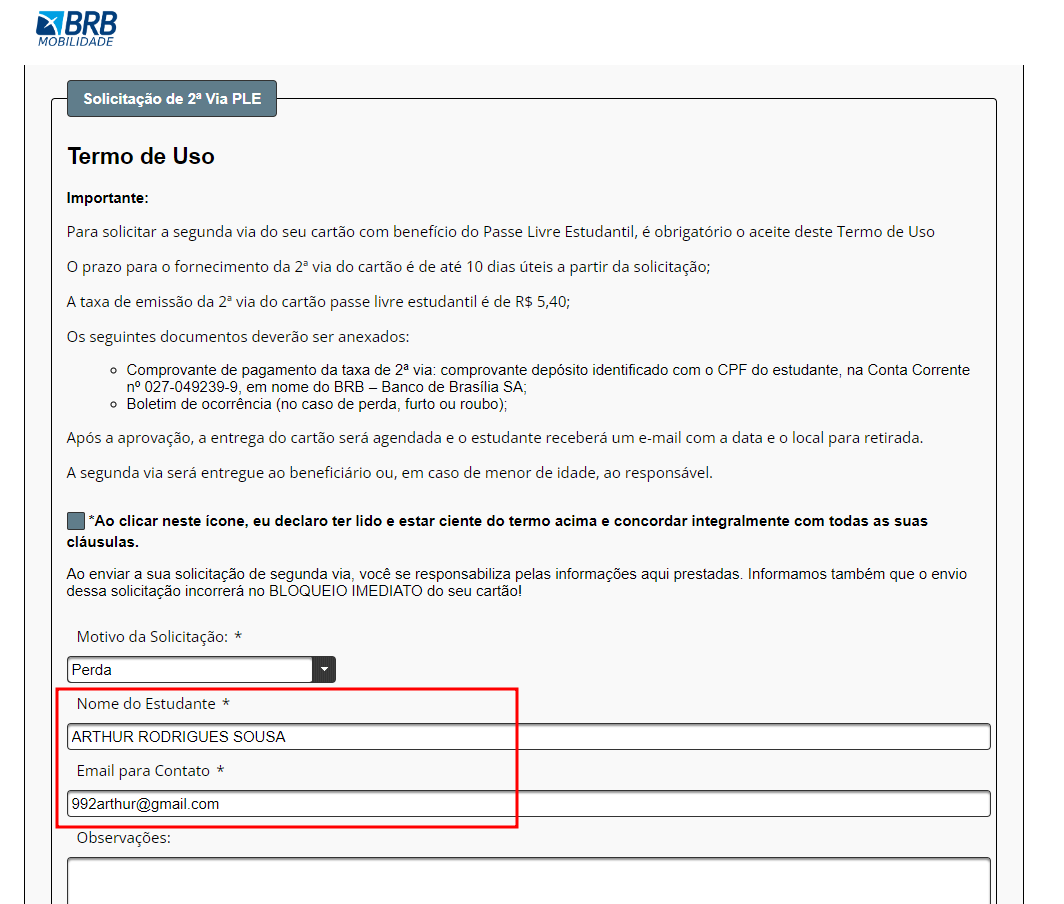 BRB
MOBILIDADE
Solicitação de 2ª Via PLE
Termo de Uso
Importante:
Para solicitar a segunda via do seu cartão com benefício do Passe Livre Estudantil, é obrigatório o aceite deste Termo de Uso
O prazo para o fornecimento da 2ª via do cartão é de até 10 dias úteis a partir da solicitação;
A taxa de emissão da 2ª via do cartão passe livre estudantil é de R$ 5,40;
Os seguintes documentos deverão ser anexados:
Comprovante de pagamento da taxa de 2ª via: comprovante depósito identificado com o CPF do estudante, na Conta Corrente
nº 027-049239-9, em nome do BRB – Banco de Brasília SA;
Boletim de ocorrência (no caso de perda, furto ou roubo);
Após a aprovação, a entrega do cartão será agendada e o estudante receberá um e-mail com a data e o local para retirada.
A segunda via será entregue ao beneficiário ou, em caso de menor de idade, ao responsável.
*Ao clicar neste ícone, eu declaro ter lido e estar ciente do termo acima e concordar integralmente com todas as suas
cláusulas.
Ao enviar a sua solicitação de segunda via, você se responsabiliza pelas informações aqui prestadas. Informamos também que o envio
dessa solicitação incorrerá no BLOQUEIO IMEDIATO do seu cartão!
Motivo da Solicitação: *
Perda
Nome do Estudante *
ARTHUR RODRIGUES SOUSA
Email para Contato *
992arthur@gmail.com
Observações: